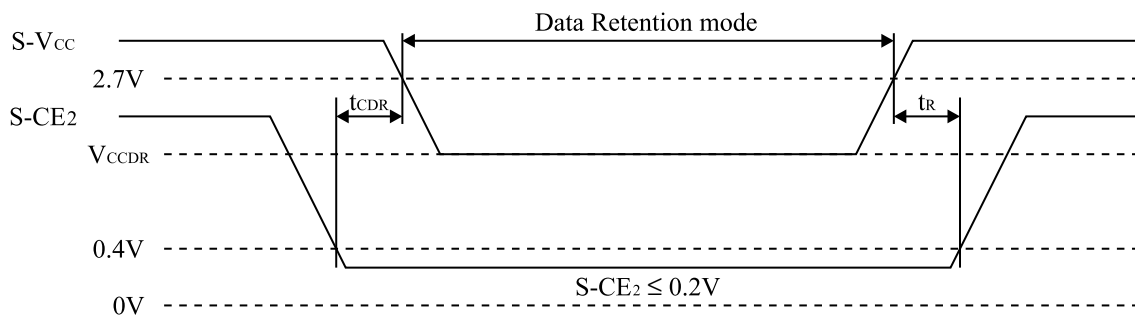 Data Retention mode
S-VCC
2.7V
tCDR
tR
S-CE2
VCCDR
0.4V
S-CE2 ≤ 0.2V
0V